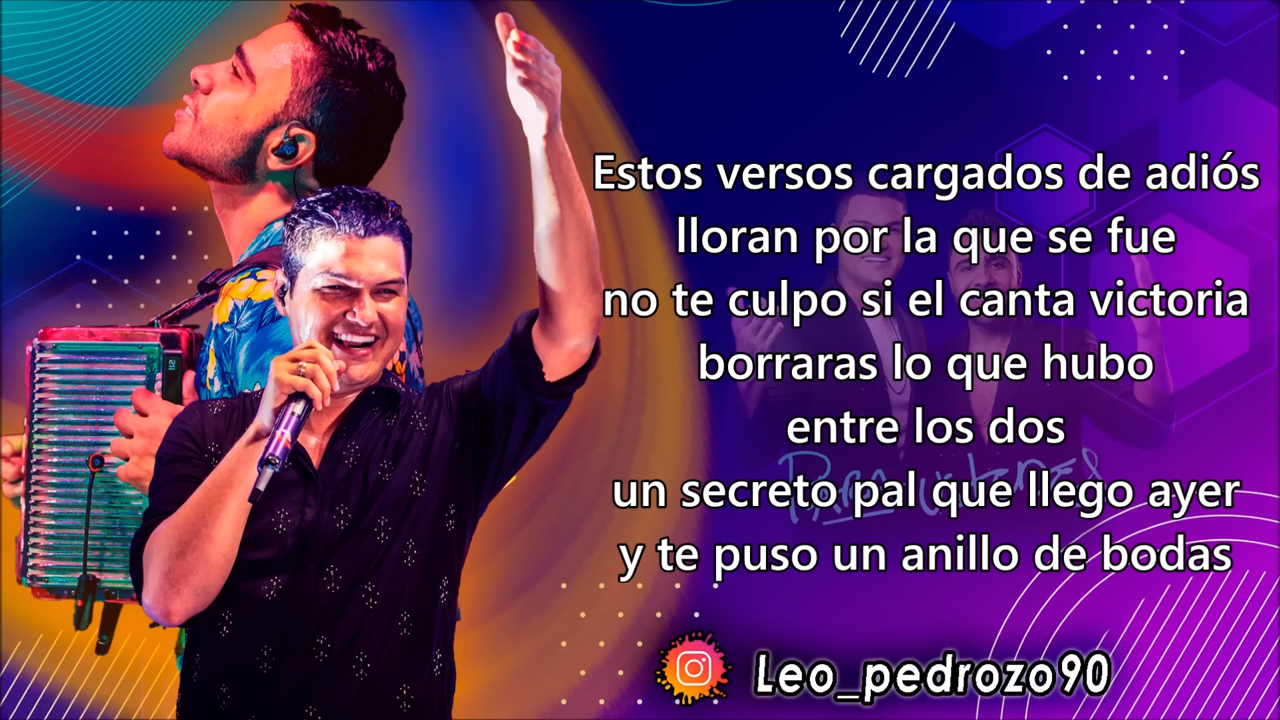 Estos versos cargados de adiós
lloran por la que se fue
no te culpo si el canta victoria
borraras lo que hubo
entre los dos
un secreto pal que llego ayer
y te puso un anillo de bodas
PARA USTEDES
Leo_pedrozo90